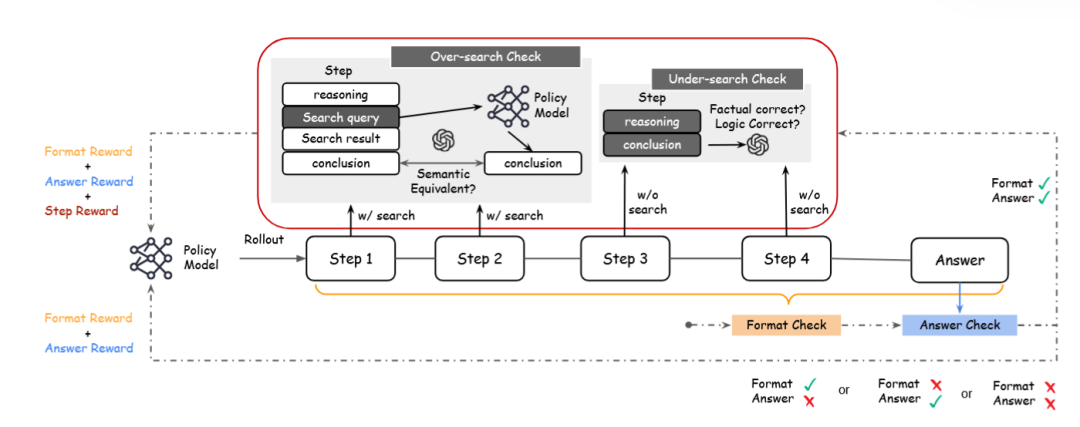 Over-search Check
Step
reasoning
Search query
Search result
conclusion
Policy
Model
conclusion
Semantic
Equivalent?
Under-search Check
Step
reasoning
conclusion
Factual correct?
Logic Correct?
Format Reward
+
Answer Reward
+
Step Reward
w/ search
w/ search
w/o
search
w/o
search
Format ✓
Answer ✓
Policy
Model
Rollout
Step 1
Step 2
Step 3
Step 4
Answer
Format Reward
+
Answer Reward
Format Check
Answer Check
Format ✓
Answer ✗
or
Format ✗
Answer ✓
or
Format ✗
Answer ✗